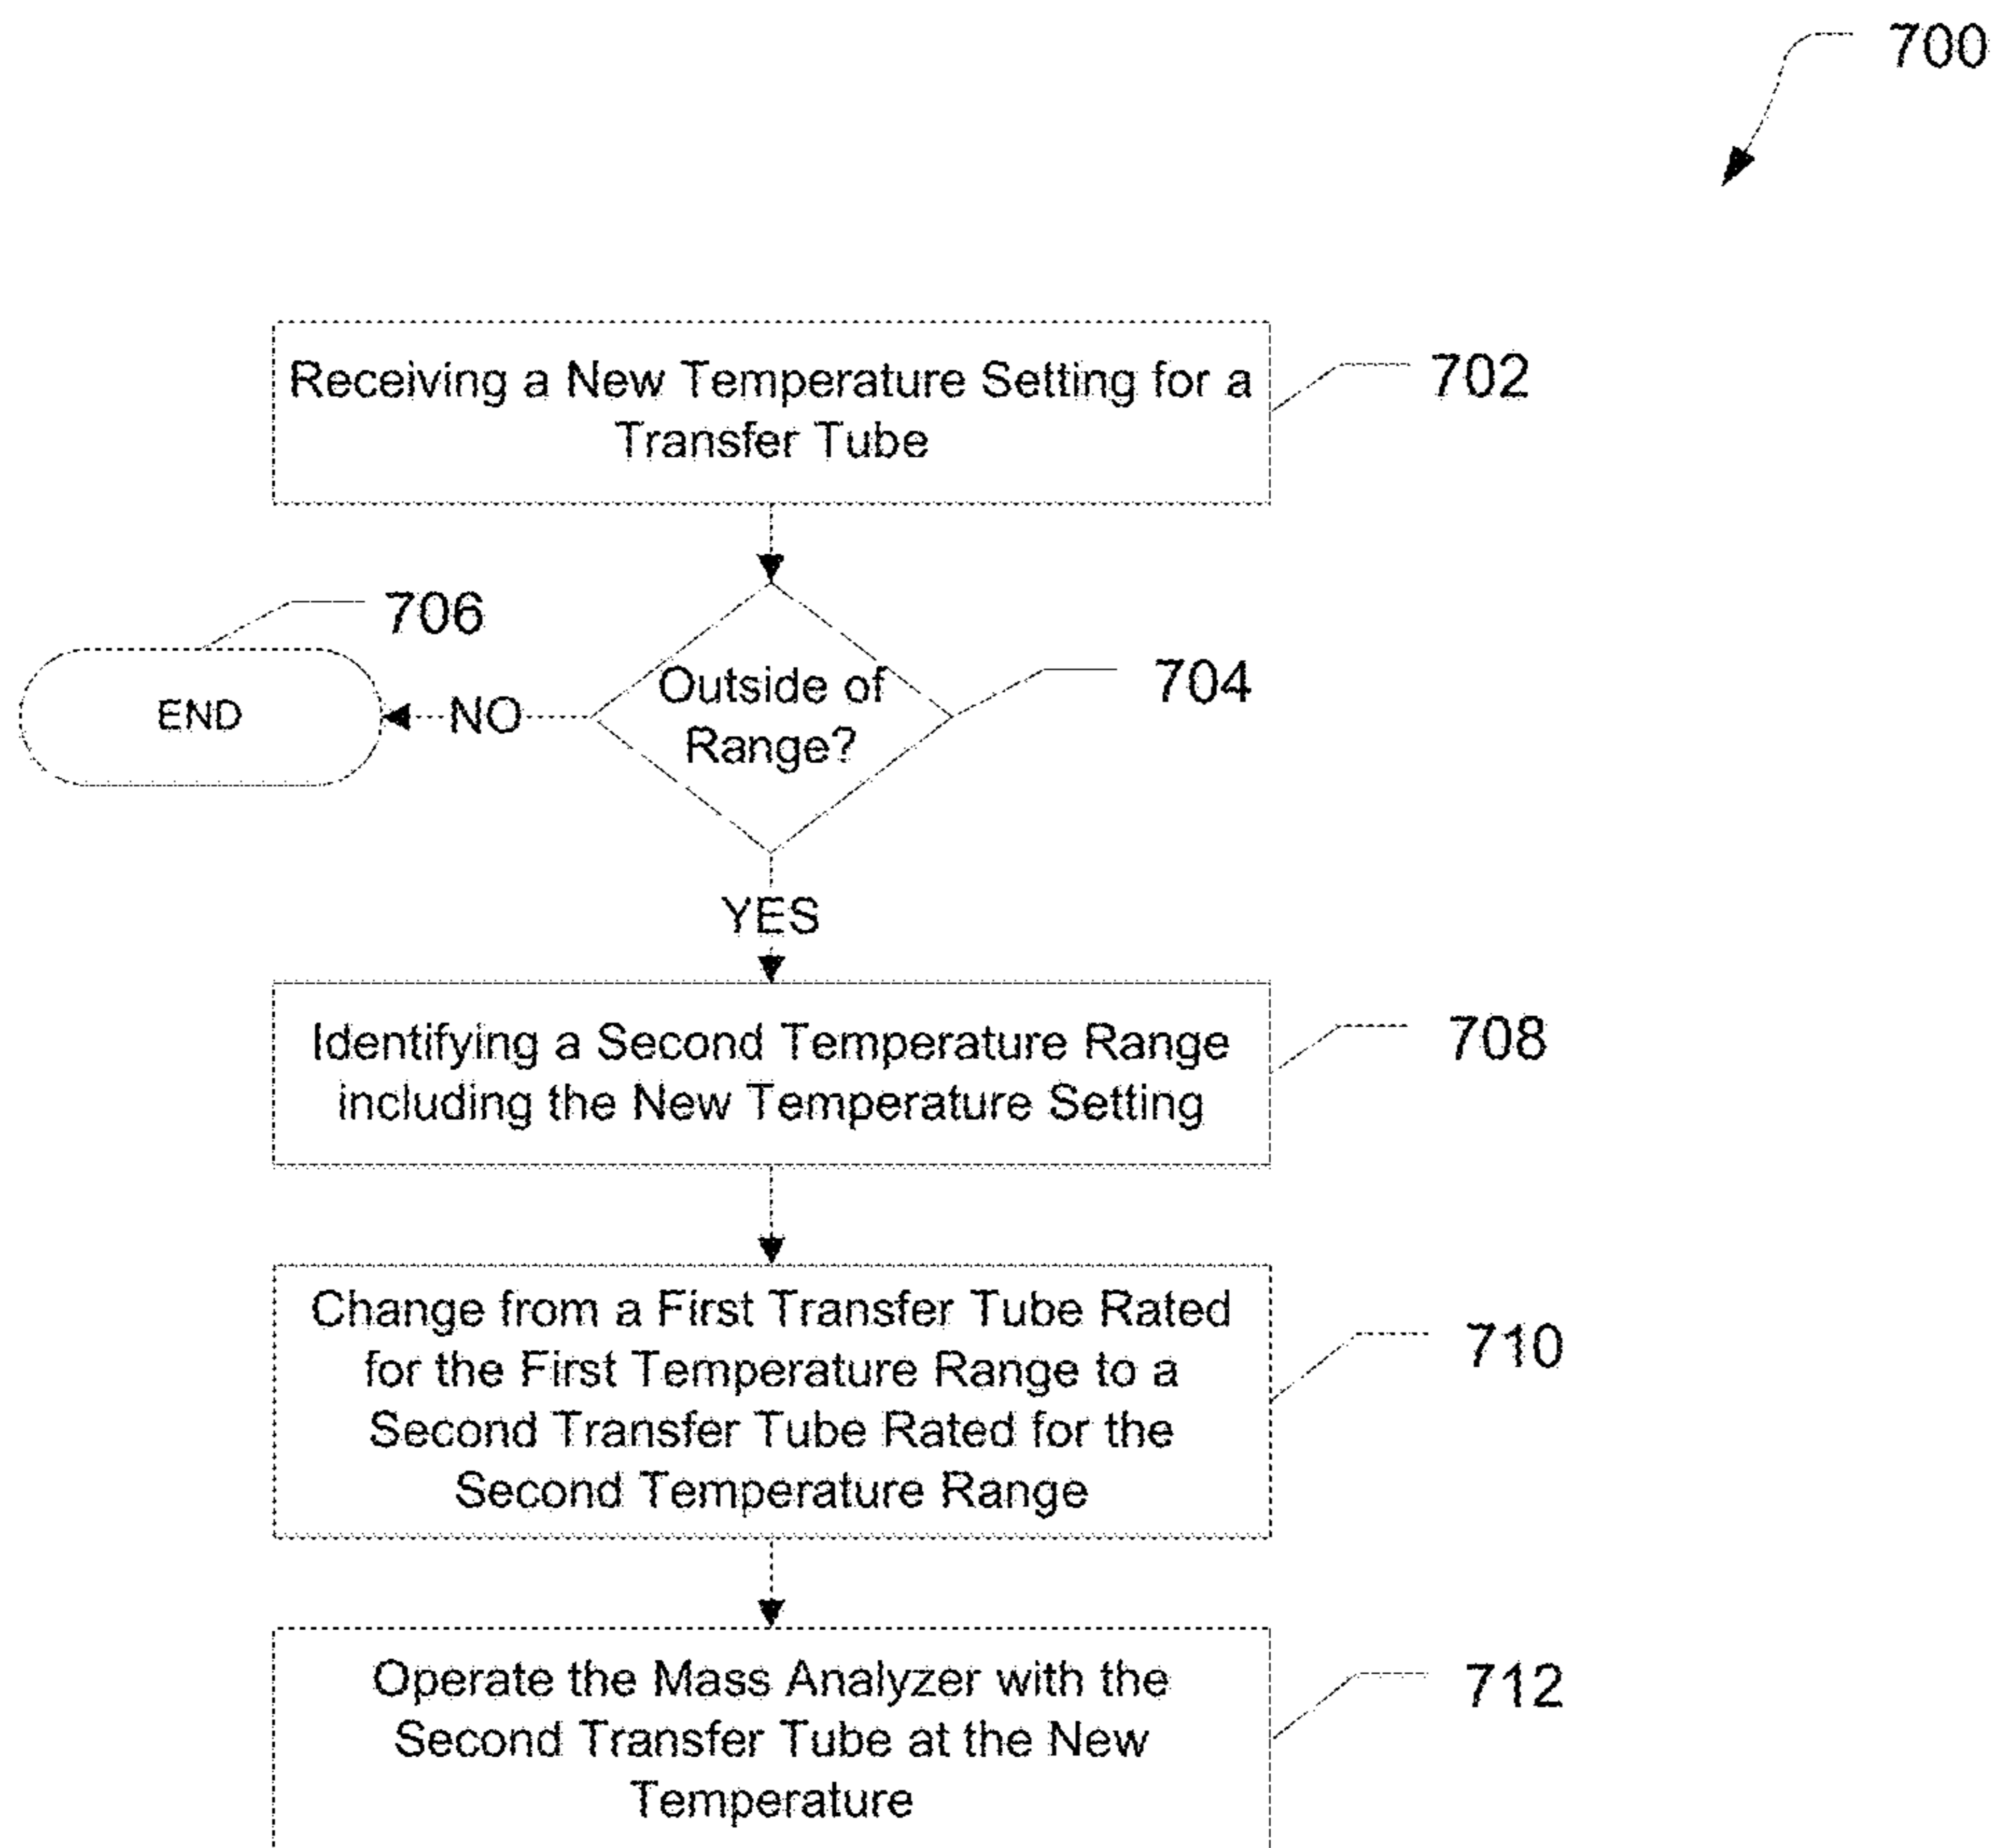 700
Receiving a New Temperature Setting for a
Transfer Tube
702
706
END
NO
Outside of
Range?
704
YES
Identifying a Second Temperature Range
including the New Temperature Setting
708
Change from a First Transfer Tube Rated
for the First Temperature Range to a
Second Transfer Tube Rated for the
Second Temperature Range
710
Operate the Mass Analyzer with the
Second Transfer Tube at the New
Temperature
712